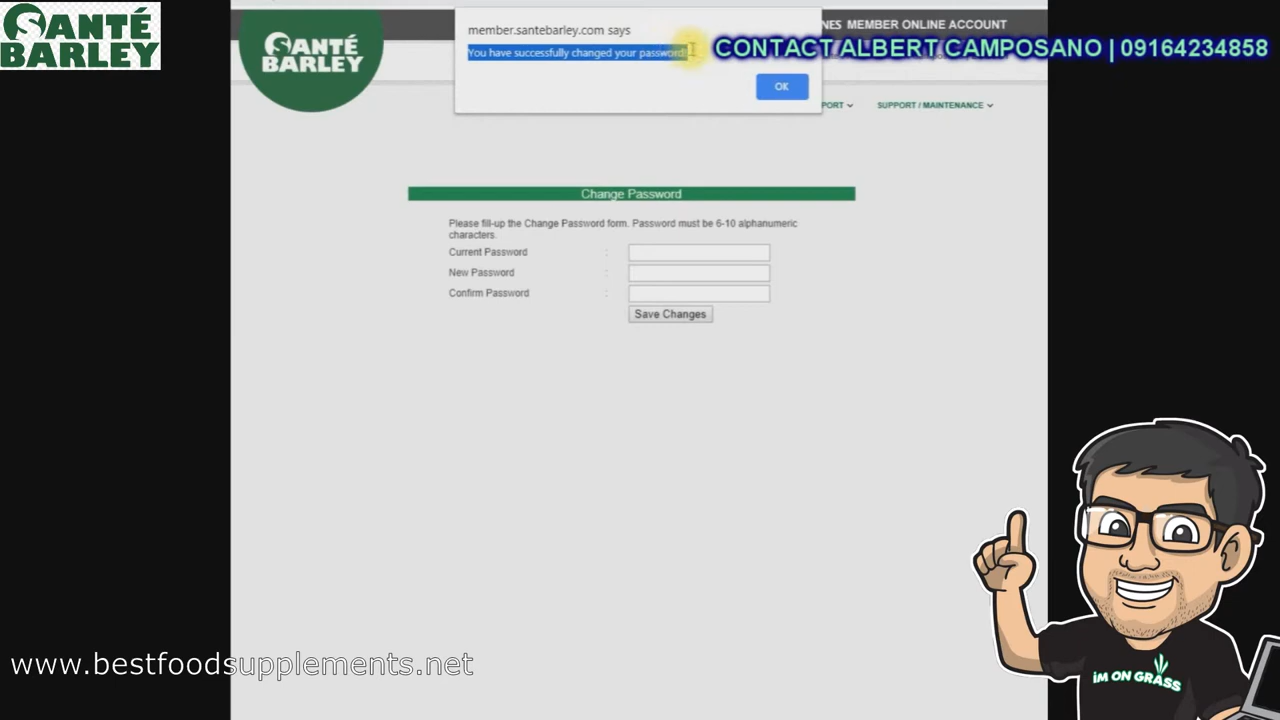 SANTÉ
BARLEY
SANTÉ
BARLEY
member.santebarley.com says
You have successfully changed your password!
OK
NES MEMBER ONLINE ACCOUNT
CONTACT ALBERT CAMPOSANO | 09164234858
PORT
SUPPORT / MAINTENANCE
Change Password
Please fill-up the Change Password form. Password must be 6-10 alphanumeric
characters.
Current Password :
New Password :
Confirm Password :
Save Changes
www.bestfoodsupplements.net
iM ON GRASS